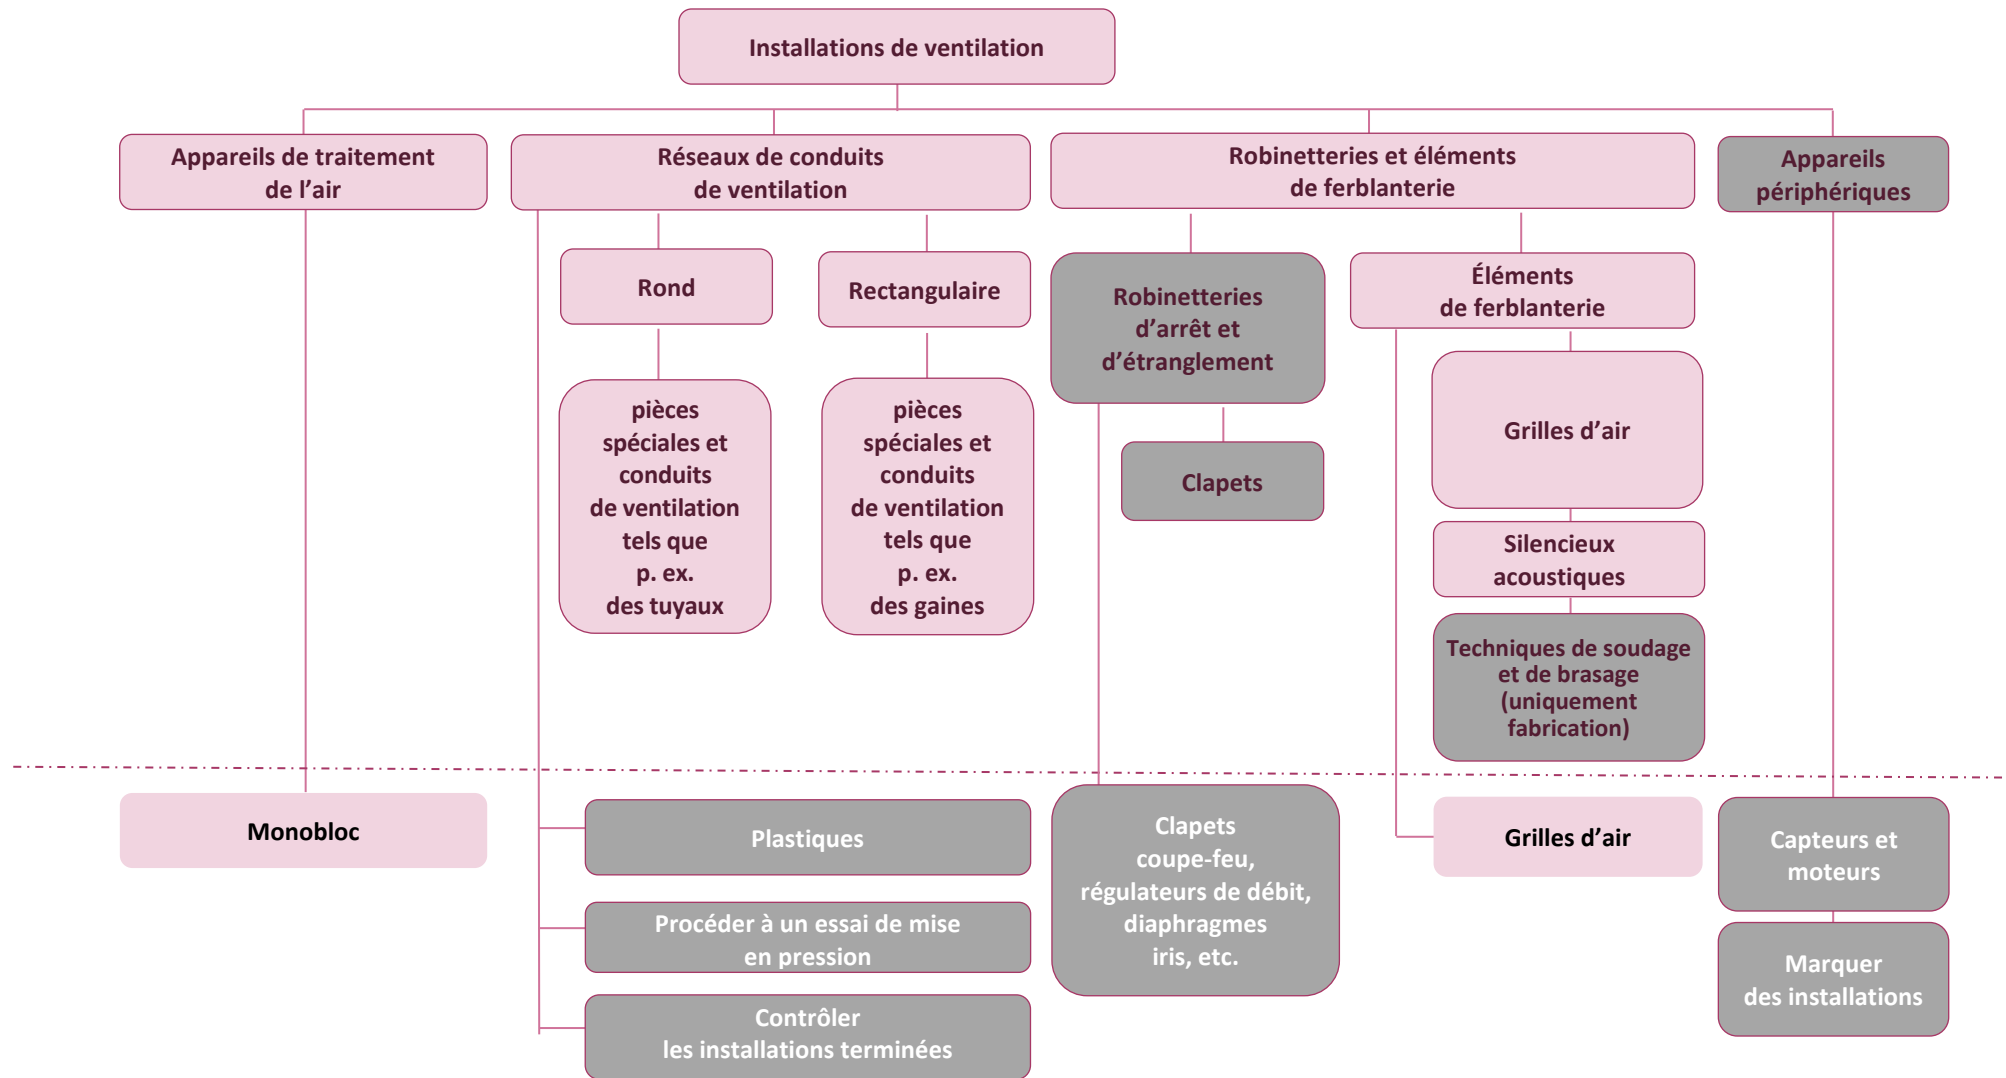 Installations de ventilation
Appareils de traitement
de l’air
Réseaux de conduits
de ventilation
Robinetteries et éléments
de ferblanterie
Appareils
périphériques
Rond
Rectangulaire
Robinetteries
d’arrêt et
d’étranglement
Éléments
de ferblanterie
pièces
spéciales et
conduits
de ventilation
tels que
p. ex.
des tuyaux
pièces
spéciales et
conduits
de ventilation
tels que
p. ex.
des gaines
Clapets
Grilles d’air
Silencieux
acoustiques
Techniques de soudage
et de brasage
(uniquement
fabrication)
Monobloc
Plastiques
Procéder à un essai de mise
en pression
Contrôler
les installations terminées
Clapets
coupe-feu,
régulateurs de débit,
diaphragmes
iris, etc.
Grilles d’air
Capteurs et
moteurs
Marquer
des installations